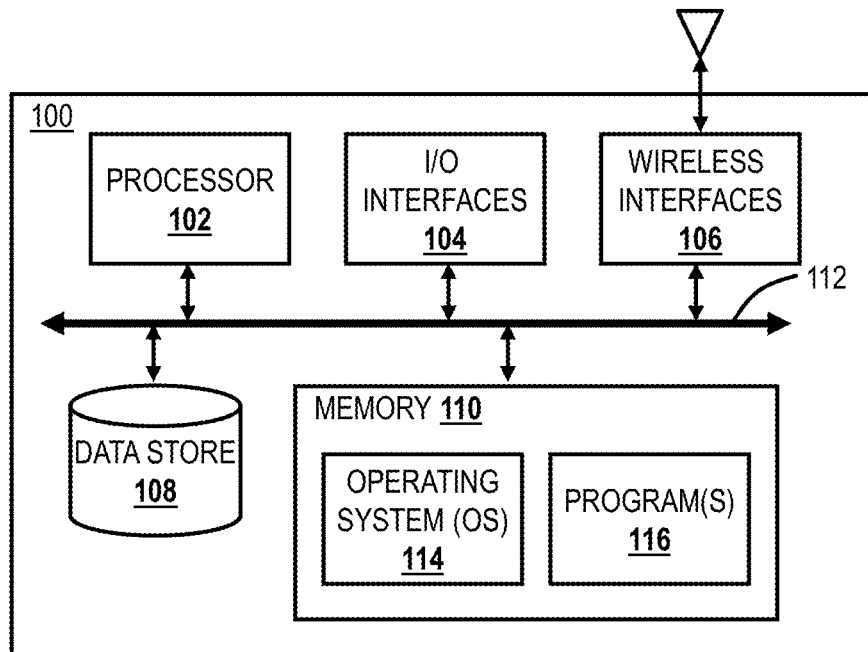 100
PROCESSOR
102
I/O
INTERFACES
104
WIRELESS
INTERFACES
106
112
DATA STORE
108
MEMORY 110
OPERATING
SYSTEM (OS)
114
PROGRAM(S)
116